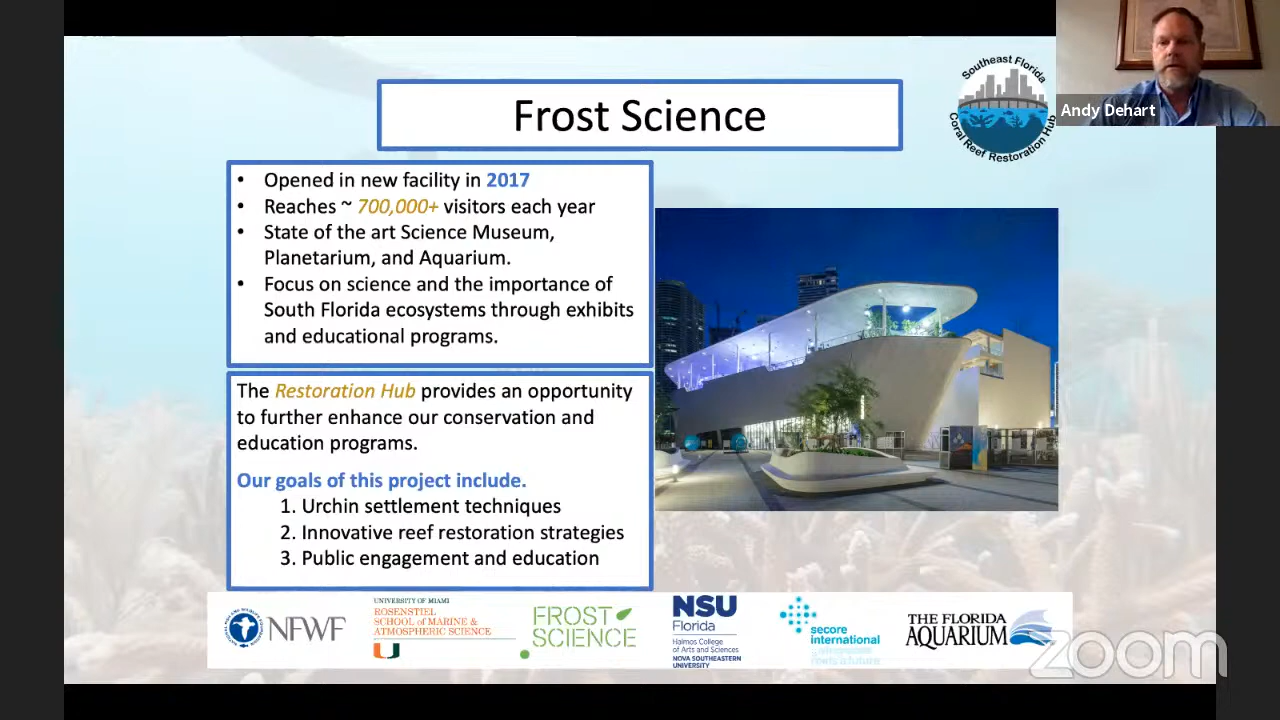 Frost Science
Southeast Florida
Coral Reef Restoration Hub
Andy Dehart
• Opened in new facility in 2017
• Reaches ~ 700,000+ visitors each year
• State of the art Science Museum,
Planetarium, and Aquarium.
• Focus on science and the importance of
South Florida ecosystems through exhibits
and educational programs.
The Restoration Hub provides an opportunity
to further enhance our conservation and
education programs.
Our goals of this project include.
1. Urchin settlement techniques
2. Innovative reef restoration strategies
3. Public engagement and education
NFWF
UNIVERSITY OF MIAMI
ROSENSTIEL
SCHOOL of MARINE &
ATMOSPHERIC SCIENCE
FROST
SCIENCE
NSU
Florida
Halmos College
of Arts and Sciences
NOVA SOUTHEASTERN
UNIVERSITY
secore
international
THE FLORIDA
AQUARIUM
zoom